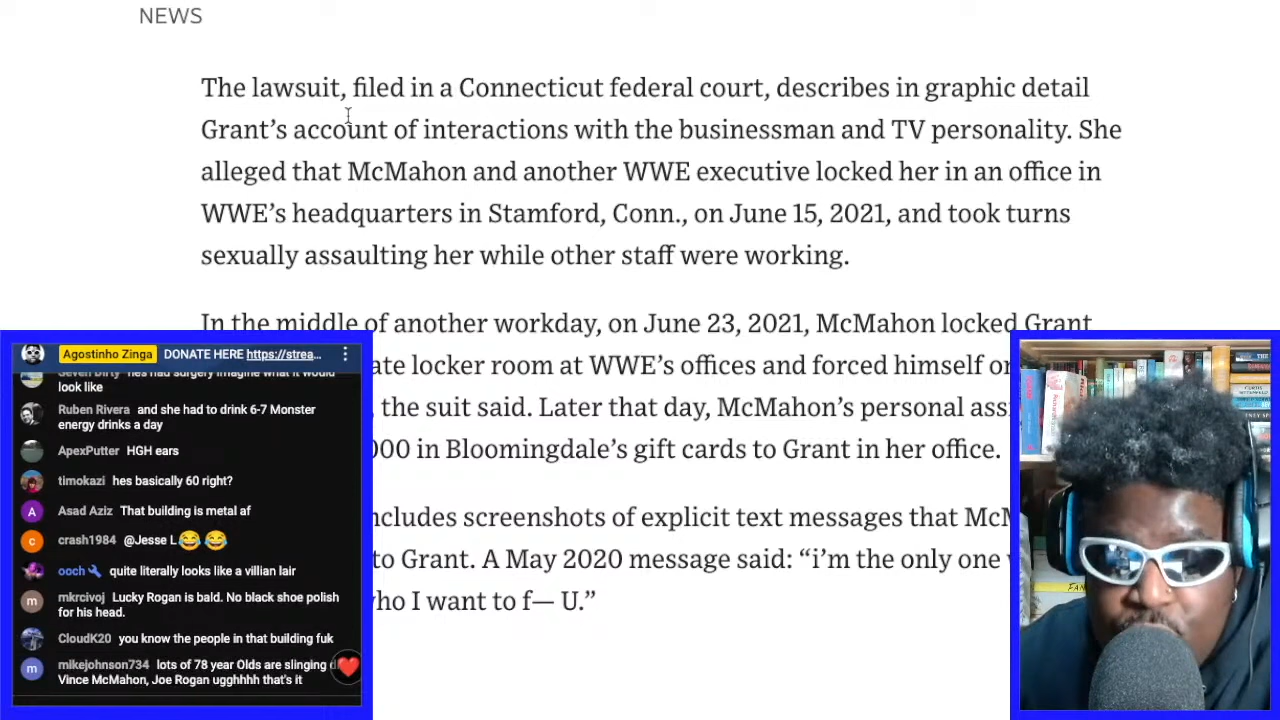 NEWS
The lawsuit, filed in a Connecticut federal court, describes in graphic detail
Grant’s account of interactions with the businessman and TV personality. She
alleged that McMahon and another WWE executive locked her in an office in
WWE’s headquarters in Stamford, Conn., on June 15, 2021, and took turns
sexually assaulting her while other staff were working.
In the middle of another workday, on June 23, 2021, McMahon locked Grant
locker room at WWE’s offices and forced himself
the suit said. Later that day, McMahon’s personal
in Bloomingdale’s gift cards to Grant in her office.
screenshots of explicit text messages that
to Grant. A May 2020 message said: “i’m the only one
I want to f— U.”
Agostinho Zinga DONATE HERE https://strea...
look like
Ruben Rivera and she had to drink 6-7 Monster
energy drinks a day
ApexPutter HGH ears
timokazi hes basically 60 right?
Asad Aziz That building is metal af
crash1984 @Jesse L😂 😂
ooch quite literally looks like a villian lair
mkrcivoj Lucky Rogan is bald. No black shoe polish
for his head.
CloudK20 you know the people in that building fuk
mikejohnson734 lots of 78 year Olds are slinging
Vince McMahon, Joe Rogan ugghhhh that's it